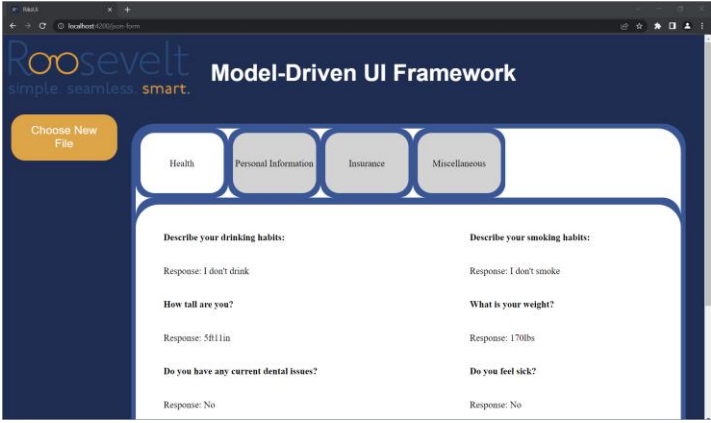 localhost:4200/json-form
Roosevelt
simple. seamless. smart.
Model-Driven UI Framework
Choose New
File
Health
Personal Information
Insurance
Miscellaneous
Describe your drinking habits:
Describe your smoking habits:
Response: I don't drink
Response: I don't smoke
How tall are you?
What is your weight?
Response: 5ft11in
Response: 170lbs
Do you have any current dental issues?
Do you feel sick?
Response: No
Response: No